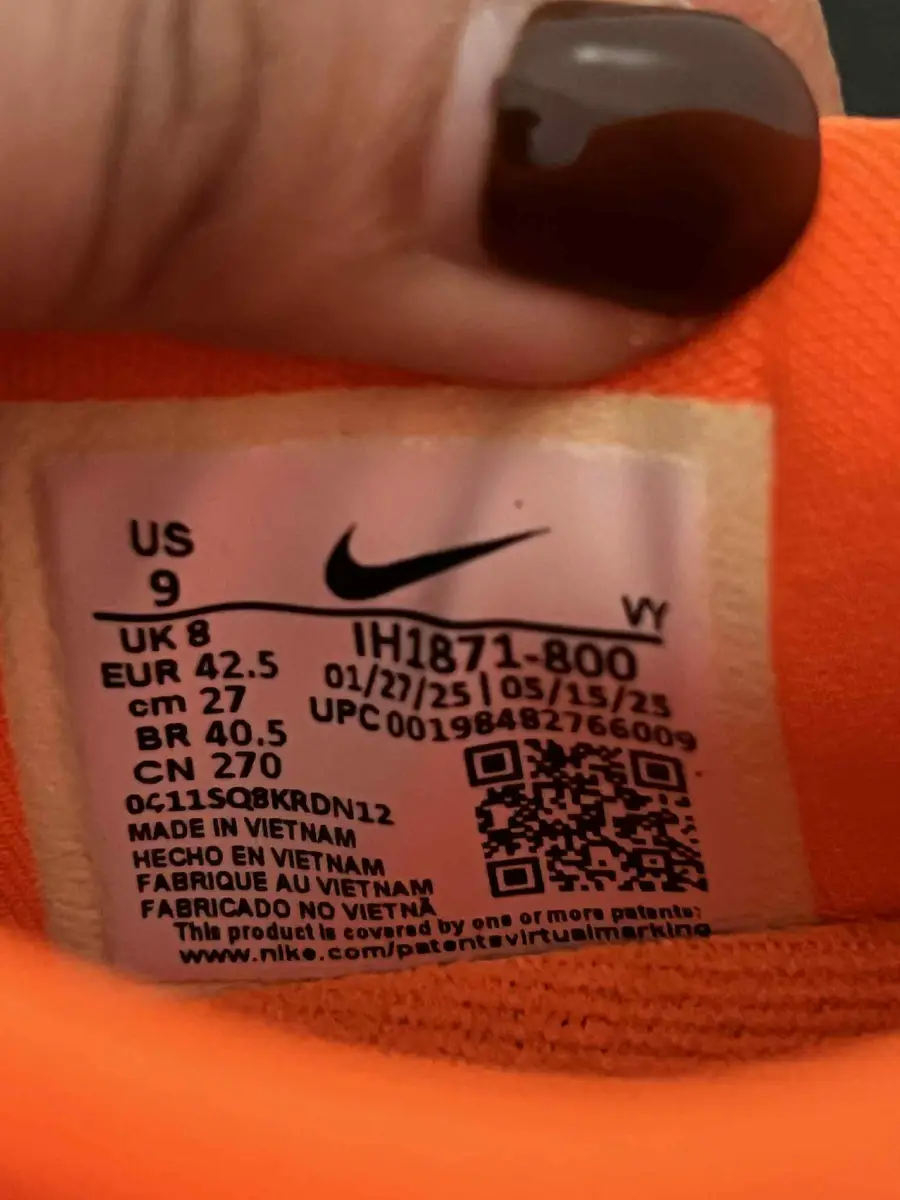 US
9
VY
UK 8
EUR 42.5
cm 27
BR 40.5
CN 270
IH1871-800
01/27/25 | 05/15/25
UPC 00198482766009
0C11SQ8KRDN12
MADE IN VIETNAM
HECHO EN VIETNAM
FABRIQUE AU VIETNAM
FABRICADO NO VIETNÃ
This product is covered by one or more patents:
www.nike.com/patentsvirtualmarking